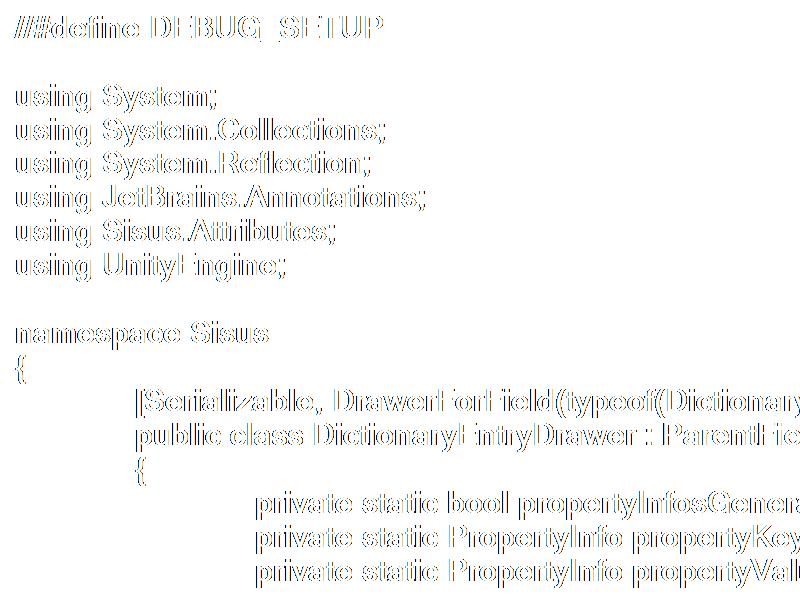 //#define DEBUG_SETUP
using System;
using System.Collections;
using System.Reflection;
using JetBrains.Annotations;
using Sisus.Attributes;
using UnityEngine;
namespace Sisus
{
[Serializable, DrawerForField(typeof(Dictionary
public class DictionaryEntryDrawer : ParentFie
{
private static bool propertyInfosGenera
private static PropertyInfo propertyKey
private static PropertyInfo propertyValu